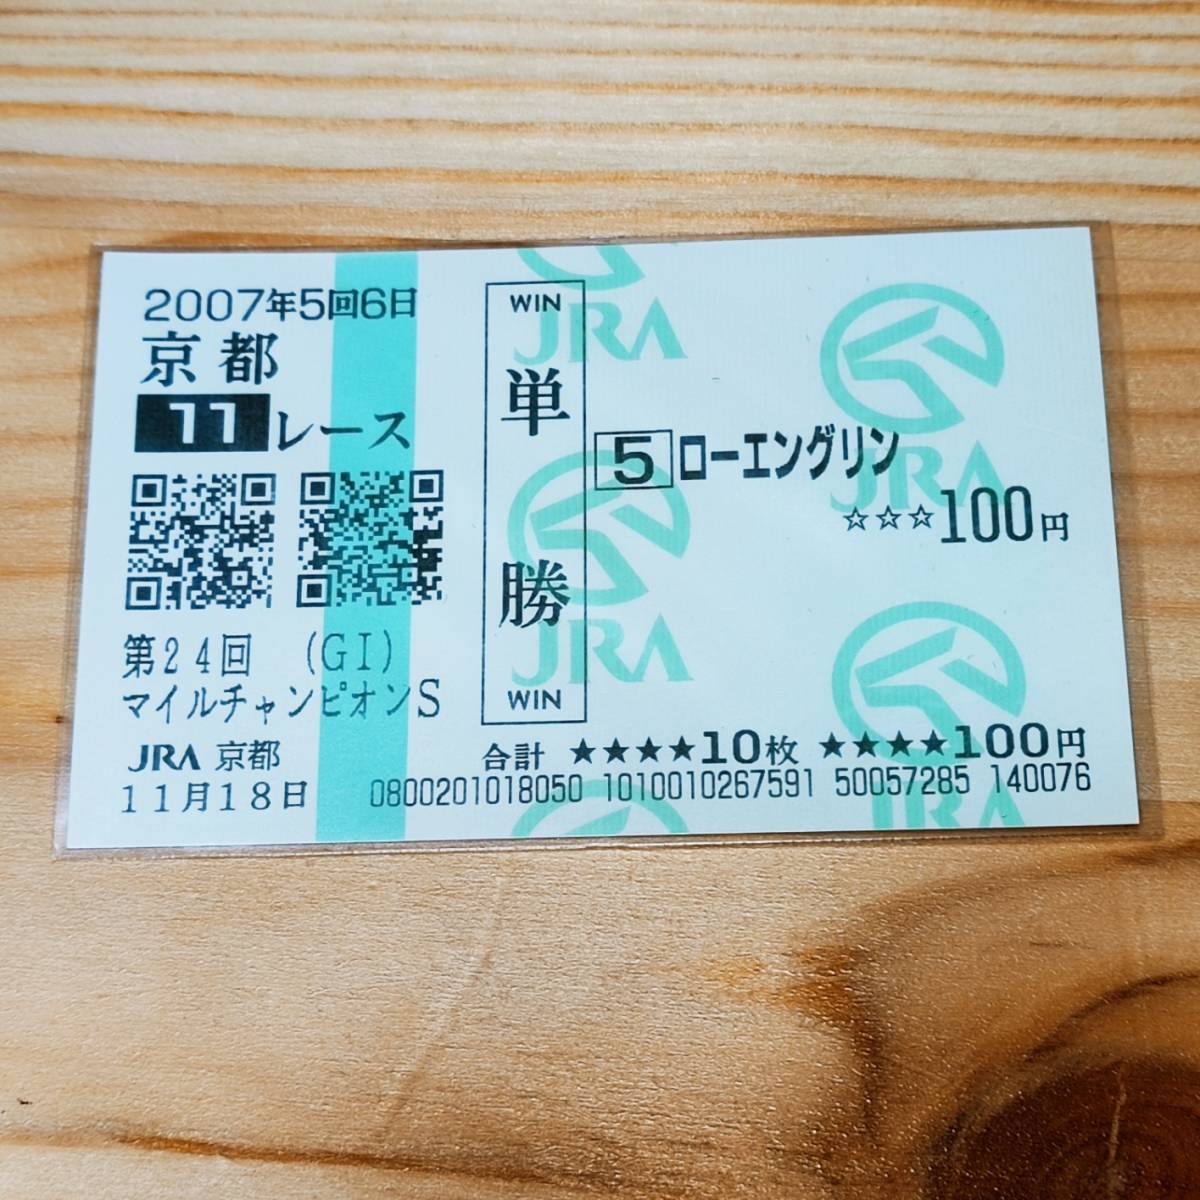 2007年5回6日
京都
11レース
第24回 (GI)
マイルチャンピオンS
JRA 京都
11月18日
WIN
単勝
WIN
5 ローエングリン
☆☆☆100円
合計 ★★★★10枚 ★★★★100円
0800201018050 1010010267591 50057285 140076
JRA
JRA
JRA
JRA